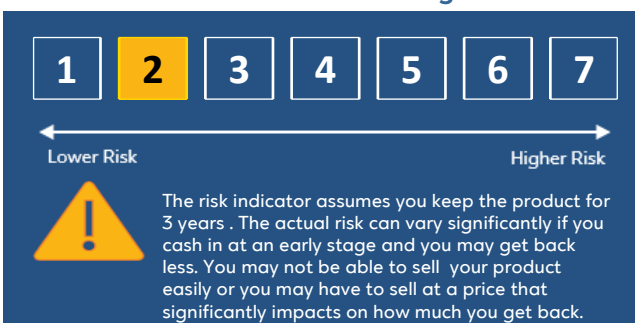 1 2 3 4 5 6 7
Lower Risk Higher Risk
The risk indicator assumes you keep the product for
3 years . The actual risk can vary significantly if you
cash in at an early stage and you may get back
less. You may not be able to sell your product
easily or you may have to sell at a price that
significantly impacts on how much you get back.